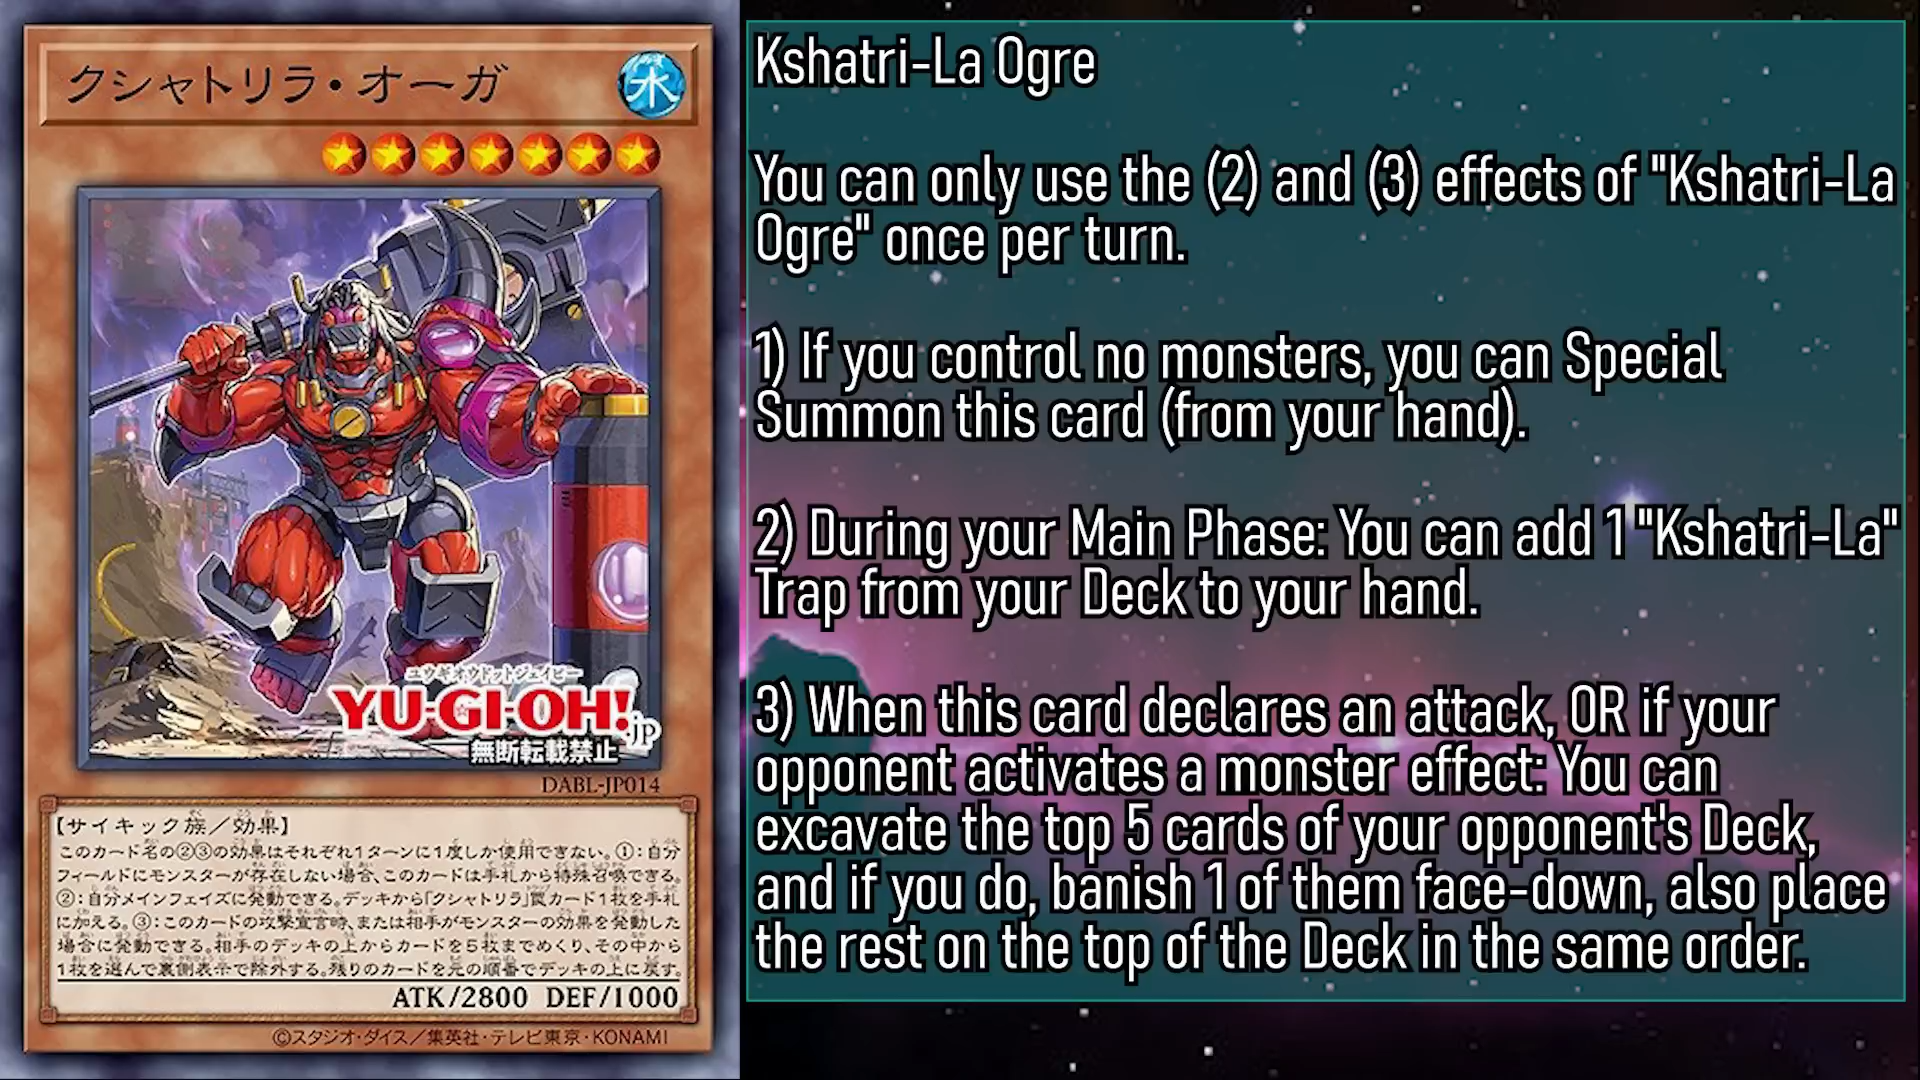 クシャトリラ・オーガ
水
ユウギオウドットジェイピー
YU-GI-OH!.jp
無断転載禁止
DABL-JP014
【サイキック族／効果】
このカード名の②③の効果はそれぞれ1ターンに1度しか使用できない。①：自分
フィールドにモンスターが存在しない場合、このカードは手札から特殊召喚できる。
②：自分メインフェイズに発動できる。デッキから「クシャトリラ」罠カード1枚を手札
に加える。③：このカードの攻撃宣言時、または相手がモンスターの効果を発動した
場合に発動できる。相手のデッキの上からカードを5枚までめくり、その中から
1枚を選んで裏側表示で除外する。残りのカードを元の順番でデッキの上に戻す。
ATK/2800 DEF/1000
©スタジオ・ダイス／集英社・テレビ東京・KONAMI
Kshatri-La Ogre
You can only use the (2) and (3) effects of "Kshatri-La
Ogre" once per turn.
1) If you control no monsters, you can Special
Summon this card (from your hand).
2) During your Main Phase: You can add 1 "Kshatri-La"
Trap from your Deck to your hand.
3) When this card declares an attack, OR if your
opponent activates a monster effect: You can
excavate the top 5 cards of your opponent's Deck,
and if you do, banish 1 of them face-down, also place
the rest on the top of the Deck in the same order.